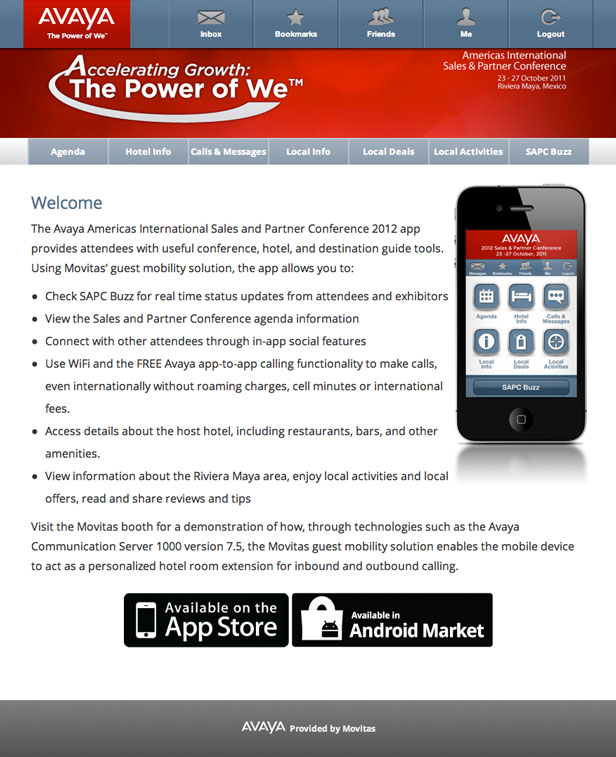 AVAYA
The Power of We™
Inbox
Bookmarks
Friends
Me
Logout
Accelerating Growth:
The Power of We™
Americas International
Sales & Partner Conference
23 - 27 October 2011
Riviera Maya, Mexico
Agenda
Hotel Info
Calls & Messages
Local Info
Local Deals
Local Activities
SAPC Buzz
Welcome
The Avaya Americas International Sales and Partner Conference 2012 app
provides attendees with useful conference, hotel, and destination guide tools.
Using Movitas’ guest mobility solution, the app allows you to:
● Check SAPC Buzz for real time status updates from attendees and exhibitors
● View the Sales and Partner Conference agenda information
● Connect with other attendees through in-app social features
● Use WiFi and the FREE Avaya app-to-app calling functionality to make calls,
even internationally without roaming charges, cell minutes or international
fees.
● Access details about the host hotel, including restaurants, bars, and other
amenities.
● View information about the Riviera Maya area, enjoy local activities and local
offers, read and share reviews and tips
AVAYA
2012 Sales & Partner Conference
23 -27 October, 2011
Messages
Bookmarks
Friends
Me
Logout
Agenda
Hotel
Info
Calls &
Messages
Local
Info
Local
Deals
Local
Activities
SAPC Buzz
Visit the Movitas booth for a demonstration of how, through technologies such as the Avaya
Communication Server 1000 version 7.5, the Movitas guest mobility solution enables the mobile device
to act as a personalized hotel room extension for inbound and outbound calling.
Available on the
App Store
Available in
Android Market
AVAYA Provided by Movitas